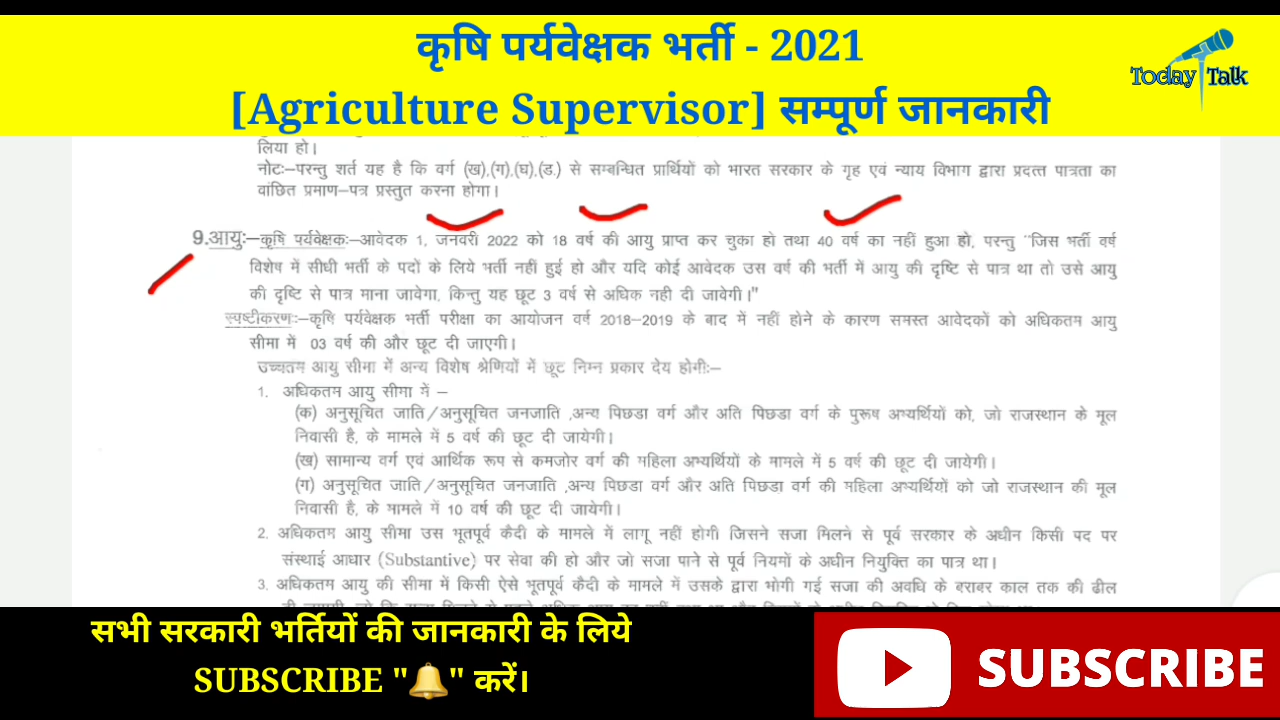 कृषि पर्यवेक्षक भर्ती - 2021
[Agriculture Supervisor] सम्पूर्ण जानकारी
Today Talk
लिया हो।
नोटः–परन्तु शर्त यह है कि वर्ग (ख),(ग),(घ),(ड.) से सम्बन्धित प्रार्थियों को भारत सरकार के गृह एवं न्याय विभाग द्वारा प्रदत्त पात्रता का
वांछित प्रमाण–पत्र प्रस्तुत करना होगा।
9.आयुः–कृषि पर्यवेक्षकः–आवेदक 1, जनवरी 2022 को 18 वर्ष की आयु प्राप्त कर चुका हो तथा 40 वर्ष का नहीं हुआ हो, परन्तु "जिस भर्ती वर्ष
विशेष में सीधी भर्ती के पदों के लिये भर्ती नहीं हुई हो और यदि कोई आवेदक उस वर्ष की भर्ती में आयु की दृष्टि से पात्र था तो उसे आयु
की दृष्टि से पात्र माना जावेगा, किन्तु यह छूट 3 वर्ष से अधिक नही दी जावेगी।"
स्पष्टीकरणः–कृषि पर्यवेक्षक भर्ती परीक्षा का आयोजन वर्ष 2018–2019 के बाद में नहीं होने के कारण समस्त आवेदकों को अधिकतम आयु
सीमा में 03 वर्ष की और छूट दी जाएगी।
उच्चतम आयु सीमा में अन्य विशेष श्रेणियों में छूट निम्न प्रकार देय होगीः–
1. अधिकतम आयु सीमा में –
(क) अनुसूचित जाति/अनुसूचित जनजाति ,अन्य पिछडा वर्ग और अति पिछडा वर्ग के पुरूष अभ्यर्थियों को, जो राजस्थान के मूल
निवासी है, के मामले में 5 वर्ष की छूट दी जायेगी।
(ख) सामान्य वर्ग एवं आर्थिक रूप से कमजोर वर्ग की महिला अभ्यर्थियों के मामले में 5 वर्ष की छूट दी जायेगी।
(ग) अनुसूचित जाति/अनुसूचित जनजाति ,अन्य पिछडा वर्ग और अति पिछडा वर्ग की महिला अभ्यर्थियों को जो राजस्थान की मूल
निवासी है, के मामले में 10 वर्ष की छूट दी जायेगी।
2. अधिकतम आयु सीमा उस भूतपूर्व कैदी के मामले में लागू नहीं होगी जिसने सजा मिलने से पूर्व सरकार के अधीन किसी पद पर
संस्थाई आधार (Substantive) पर सेवा की हो और जो सजा पाने से पूर्व नियमों के अधीन नियुक्ति का पात्र था।
3. अधिकतम आयु की सीमा में किसी ऐसे भूतपूर्व कैदी के मामले में उसके द्वारा भोगी गई सजा की अवधि के बराबर काल तक की ढील
सभी सरकारी भर्तियों की जानकारी के लिये
SUBSCRIBE "🔔" करें।
SUBSCRIBE